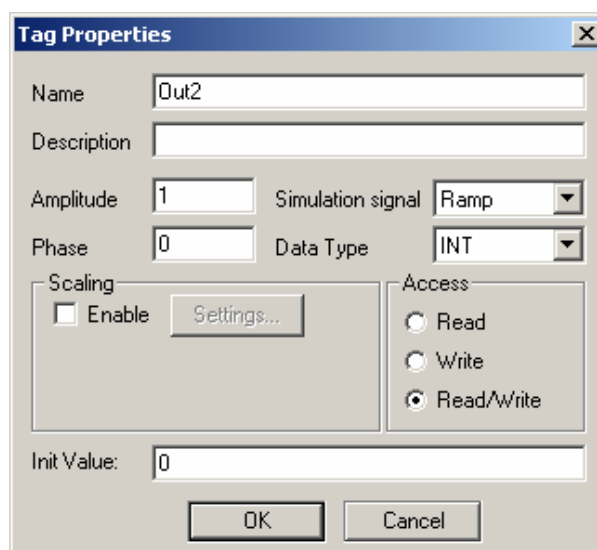 Tag Properties
Name Out2
Description
Amplitude 1 Simulation signal Ramp
Phase 0 Data Type INT
Scaling Access
Enable Settings... Read
Write
Read/Write
Init Value: 0
OK Cancel